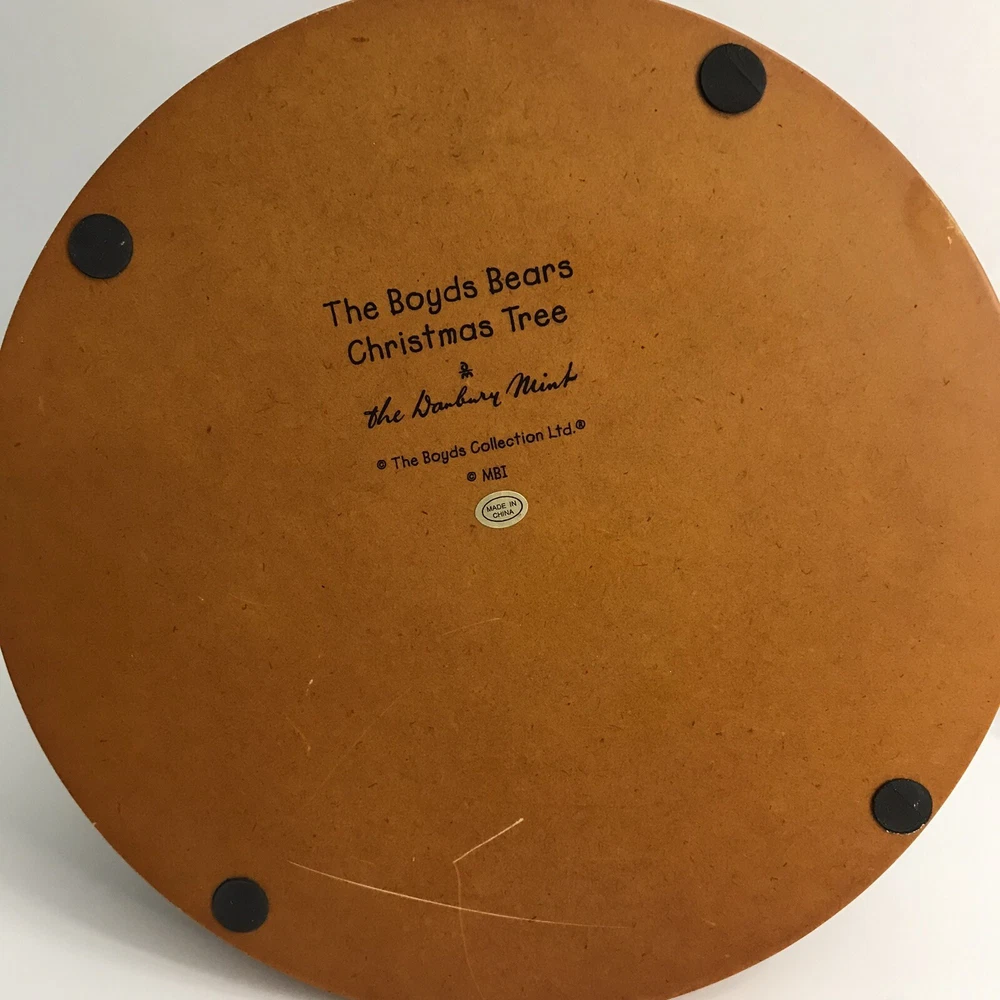 The Boyds Bears
Christmas Tree
the Danbury Mint
© The Boyds Collection Ltd.®
© MBI
MADE IN
CHINA